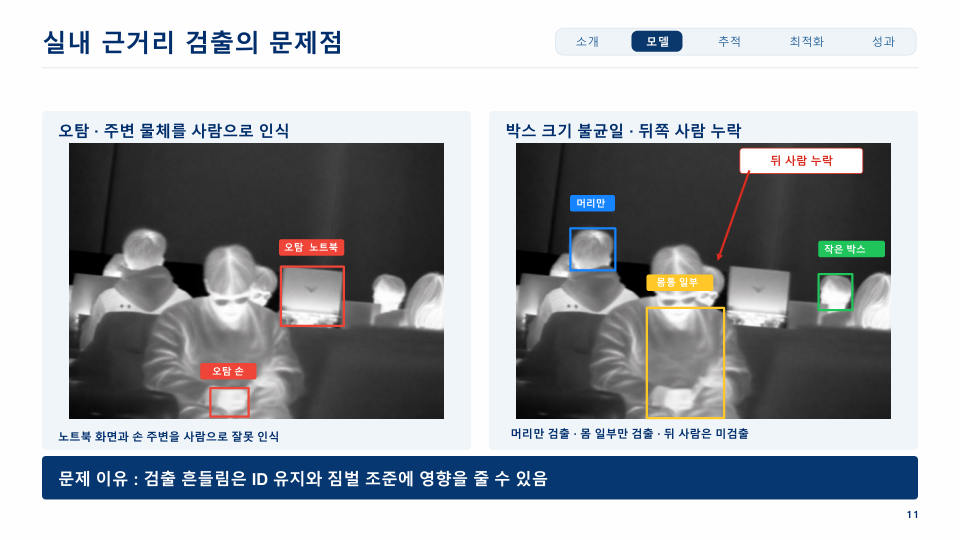 실내 근거리 검출의 문제점
소개 모델 추적 최적화 성과
오탐 · 주변 물체를 사람으로 인식
오탐 노트북
오탐 손
노트북 화면과 손 주변을 사람으로 잘못 인식
박스 크기 불균일 · 뒤쪽 사람 누락
뒤 사람 누락
머리만
작은 박스
몸통 일부
머리만 검출 · 몸 일부만 검출 · 뒤 사람은 미검출
문제 이유 : 검출 흔들림은 ID 유지와 짐벌 조준에 영향을 줄 수 있음
11